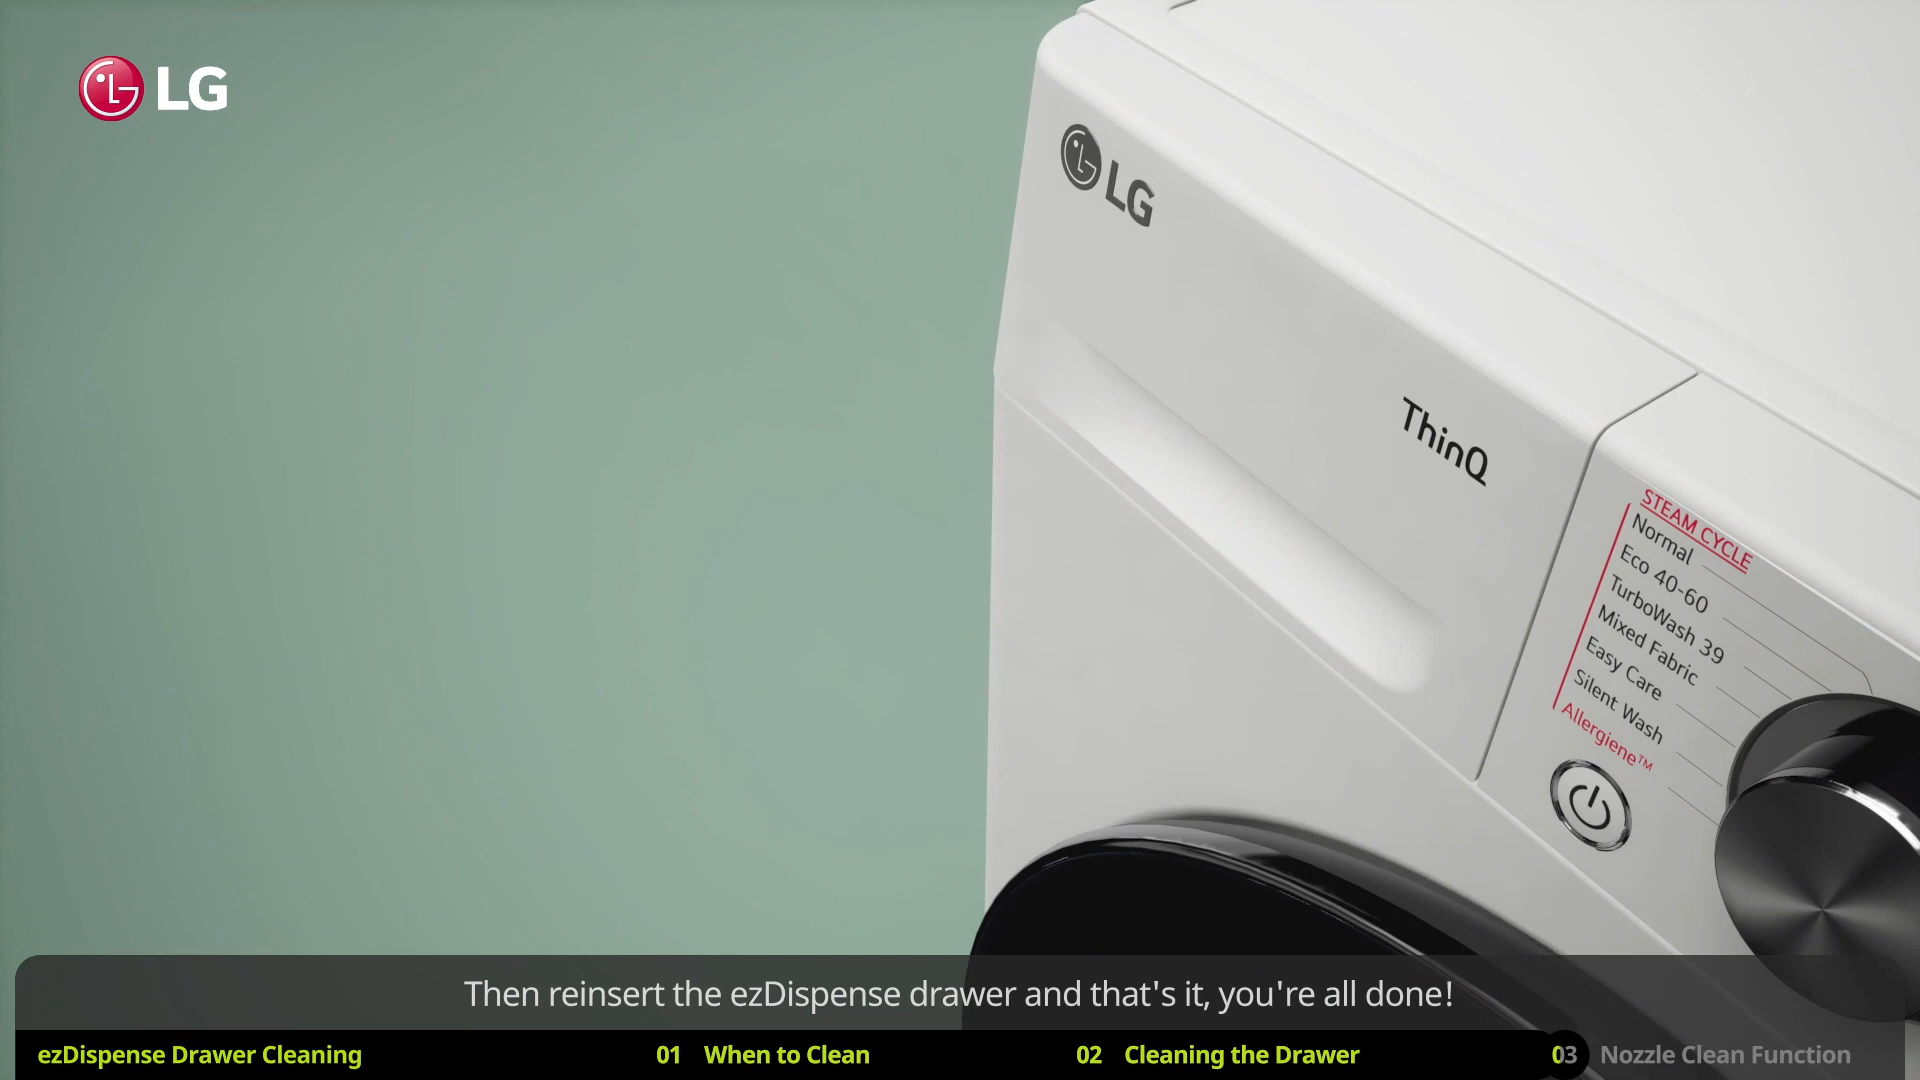 LG
LG
ThinQ
STEAM CYCLE
Normal
Eco 40-60
TurboWash 39
Mixed Fabric
Easy Care
Silent Wash
Allergiene™
Then reinsert the ezDispense drawer and that's it, you're all done!
ezDispense Drawer Cleaning 01 When to Clean 02 Cleaning the Drawer 03 Nozzle Clean Function